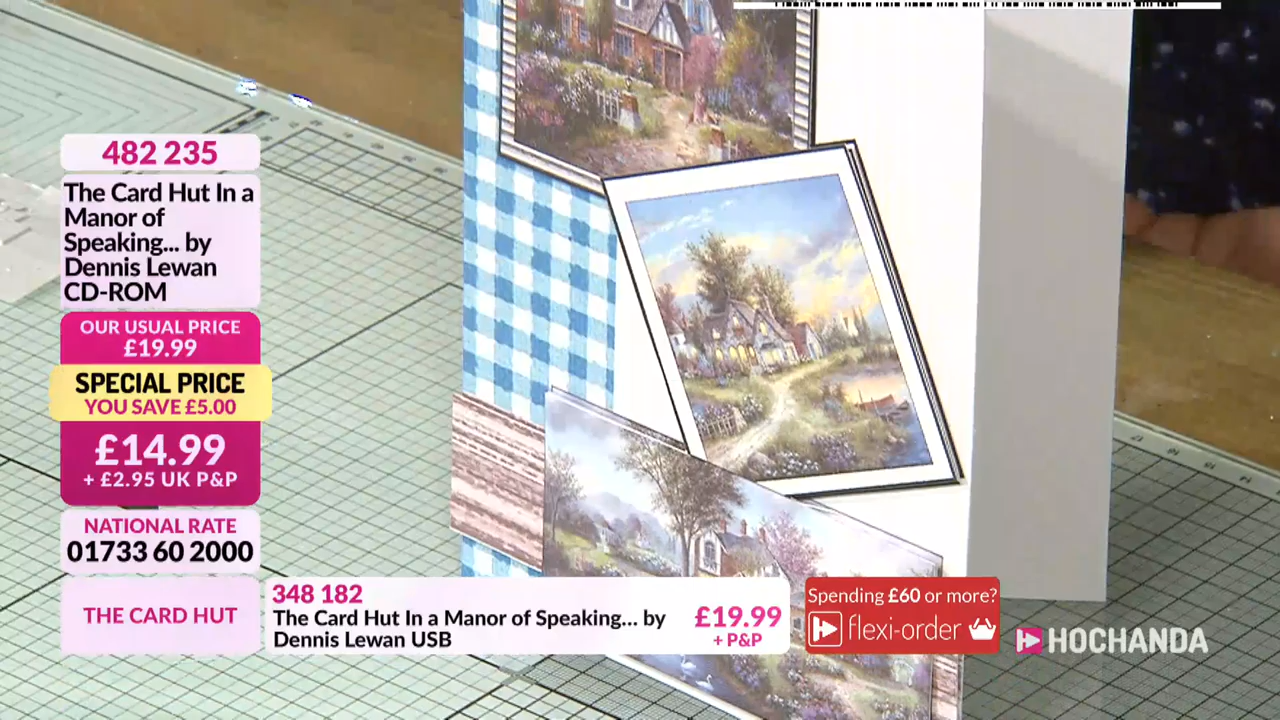 482 235
The Card Hut In a
Manor of
Speaking... by
Dennis Lewan
CD-ROM
OUR USUAL PRICE
£19.99
SPECIAL PRICE
YOU SAVE £5.00
£14.99
+ £2.95 UK P&P
NATIONAL RATE
01733 60 2000
THE CARD HUT
348 182
The Card Hut In a Manor of Speaking... by
Dennis Lewan USB
£19.99
+ P&P
Spending £60 or more?
flexi-order
HOCHANDA